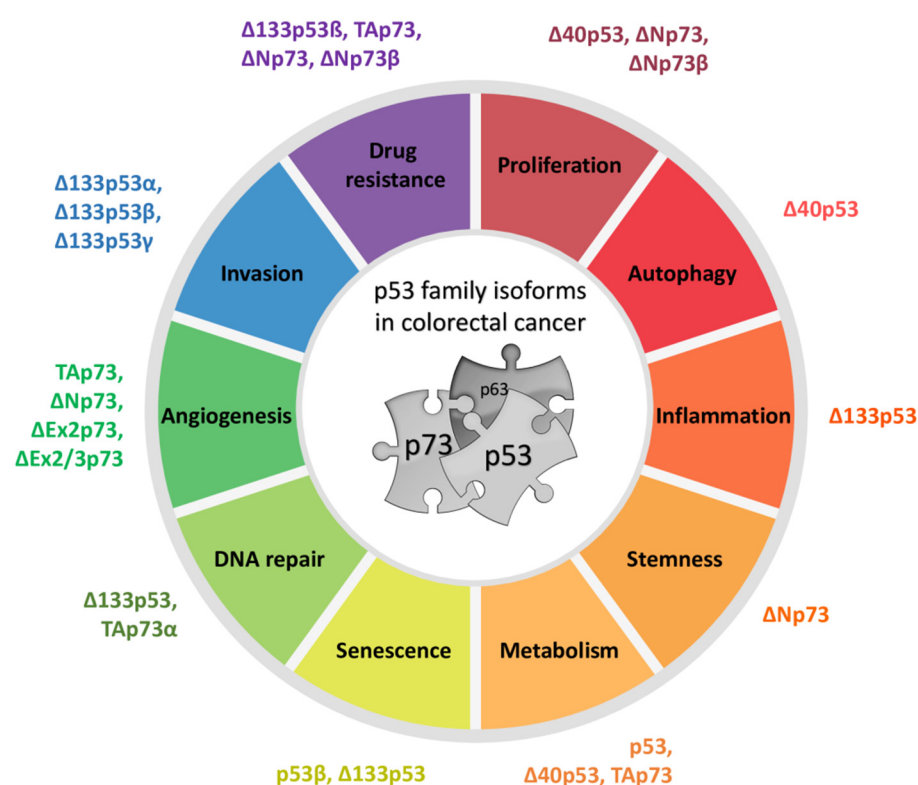 Δ133p53ß, TAp73,
ΔNp73, ΔNp73β
Δ40p53, ΔNp73,
ΔNp73β
Drug
resistance
Proliferation
Δ133p53α,
Δ133p53β,
Δ133p53γ
Δ40p53
Invasion
Autophagy
p53 family isoforms
in colorectal cancer
TAp73,
ΔNp73,
ΔEx2p73,
ΔEx2/3p73
Angiogenesis
p63
p73
p53
Inflammation
Δ133p53
DNA repair
Stemness
Δ133p53,
TAp73α
ΔNp73
Senescence
Metabolism
p53β, Δ133p53
p53,
Δ40p53, TAp73